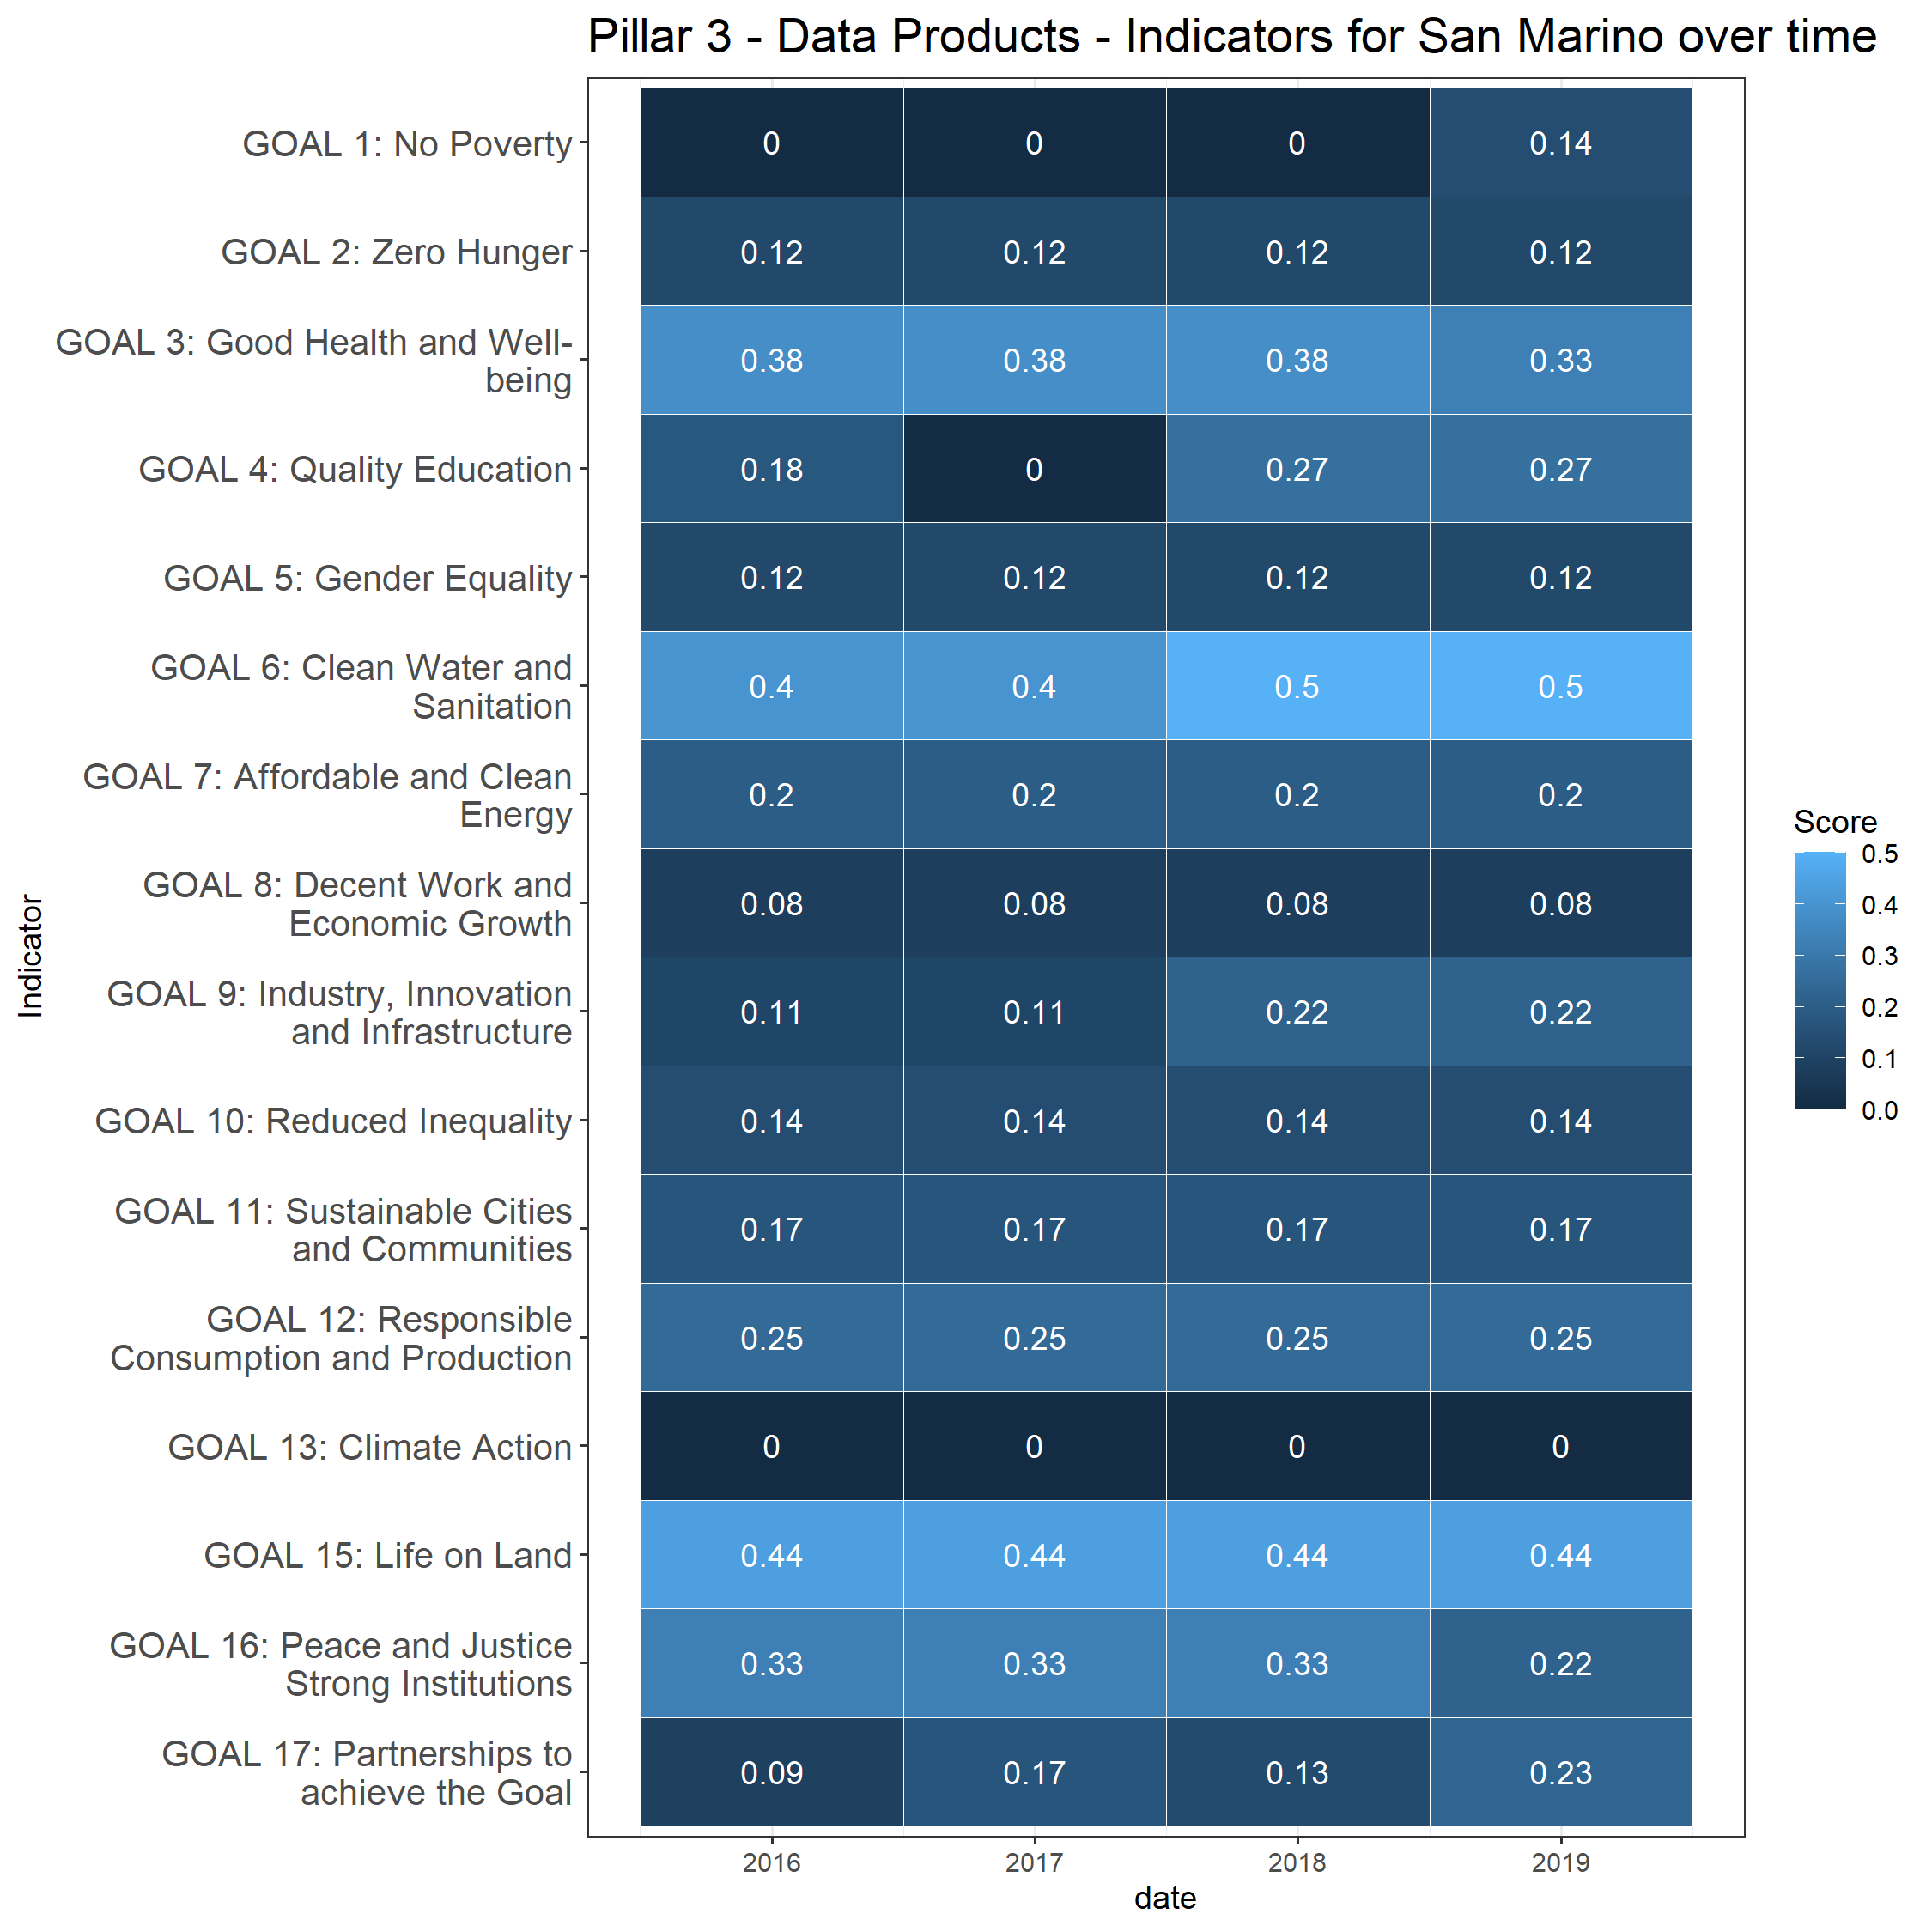 Pillar 3 - Data Products - Indicators for San Marino over time
Indicator
GOAL 1: No Poverty
0 0 0 0.14
GOAL 2: Zero Hunger
0.12 0.12 0.12 0.12
GOAL 3: Good Health and Well-
being
0.38 0.38 0.38 0.33
GOAL 4: Quality Education
0.18 0 0.27 0.27
GOAL 5: Gender Equality
0.12 0.12 0.12 0.12
GOAL 6: Clean Water and
Sanitation
0.4 0.4 0.5 0.5
GOAL 7: Affordable and Clean
Energy
0.2 0.2 0.2 0.2
GOAL 8: Decent Work and
Economic Growth
0.08 0.08 0.08 0.08
GOAL 9: Industry, Innovation
and Infrastructure
0.11 0.11 0.22 0.22
GOAL 10: Reduced Inequality
0.14 0.14 0.14 0.14
GOAL 11: Sustainable Cities
and Communities
0.17 0.17 0.17 0.17
GOAL 12: Responsible
Consumption and Production
0.25 0.25 0.25 0.25
GOAL 13: Climate Action
0 0 0 0
GOAL 15: Life on Land
0.44 0.44 0.44 0.44
GOAL 16: Peace and Justice
Strong Institutions
0.33 0.33 0.33 0.22
GOAL 17: Partnerships to
achieve the Goal
0.09 0.17 0.13 0.23
2016 2017 2018 2019
date
Score
0.5
0.4
0.3
0.2
0.1
0.0